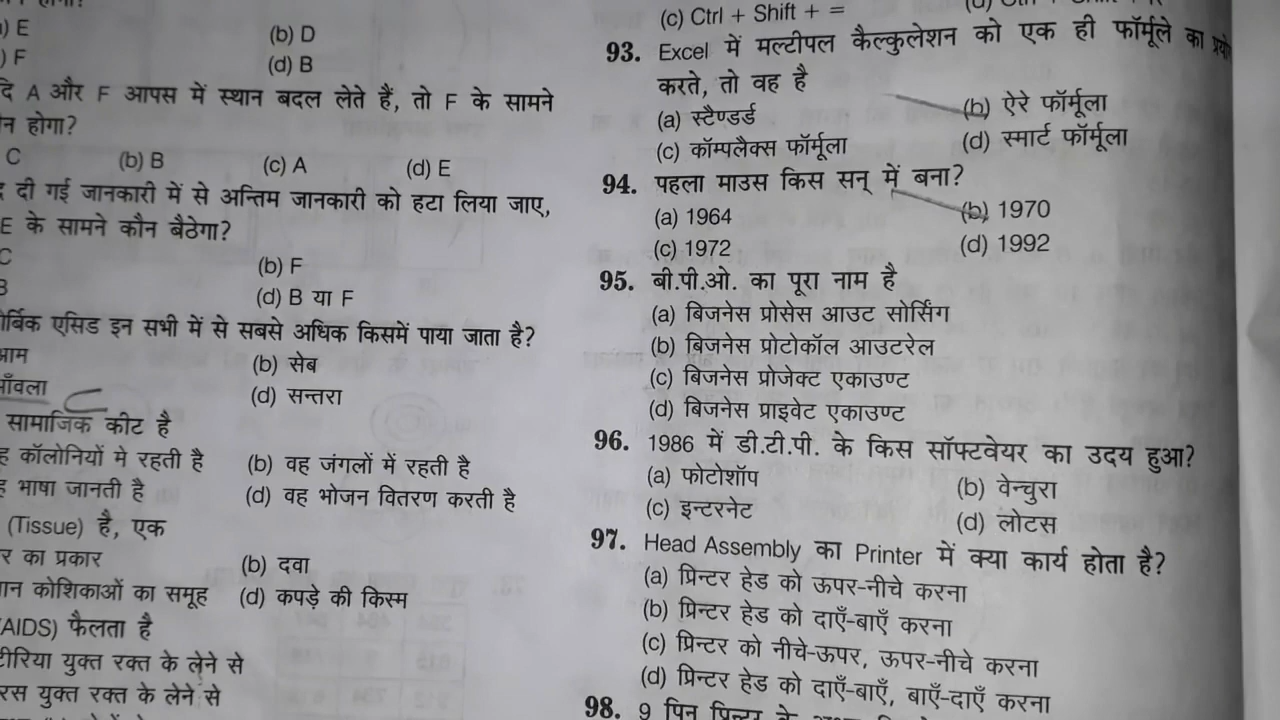 ) E
(b) D
) F
(d) B
दि A और F आपस में स्थान बदल लेते हैं, तो F के सामने
न होगा?
C (b) B (c) A (d) E
दी गई जानकारी में से अन्तिम जानकारी को हटा लिया जाए,
E के सामने कौन बैठेगा?
C
(b) F
B
(d) B या F
ोर्बिक एसिड इन सभी में से सबसे अधिक किसमें पाया जाता है?
आम
(b) सेब
आँवला
(d) सन्तरा
सामाजिक कीट है
ह कॉलोनियों मे रहती है
(b) वह जंगलों में रहती है
ह भाषा जानती है
(d) वह भोजन वितरण करती है
(Tissue) है, एक
र का प्रकार
(b) दवा
ान कोशिकाओं का समूह
(d) कपड़े की किस्म
(AIDS) फैलता है
टीरिया युक्त रक्त के लेने से
रस युक्त रक्त के लेने से
(c) Ctrl + Shift + =
93. Excel में मल्टीपल कैल्कुलेशन को एक ही फॉर्मूले का प्रयो
करते, तो वह है
(a) स्टैण्डर्ड
(b) ऐरे फॉर्मूला
(c) कॉम्पलैक्स फॉर्मूला
(d) स्मार्ट फॉर्मूला
94. पहला माउस किस सन् में बना?
(a) 1964
(b) 1970
(c) 1972
(d) 1992
95. बी.पी.ओ. का पूरा नाम है
(a) बिजनेस प्रोसेस आउट सोर्सिंग
(b) बिजनेस प्रोटोकॉल आउटरेल
(c) बिजनेस प्रोजेक्ट एकाउण्ट
(d) बिजनेस प्राइवेट एकाउण्ट
96. 1986 में डी.टी.पी. के किस सॉफ्टवेयर का उदय हुआ?
(a) फोटोशॉप
(b) वेन्चुरा
(c) इन्टरनेट
(d) लोटस
97. Head Assembly का Printer में क्या कार्य होता है?
(a) प्रिन्टर हेड को ऊपर-नीचे करना
(b) प्रिन्टर हेड को दाएँ-बाएँ करना
(c) प्रिन्टर को नीचे-ऊपर, ऊपर-नीचे करना
(d) प्रिन्टर हेड को दाएँ-बाएँ, बाएँ-दाएँ करना
98. 9 पिन प्रिन्टर के